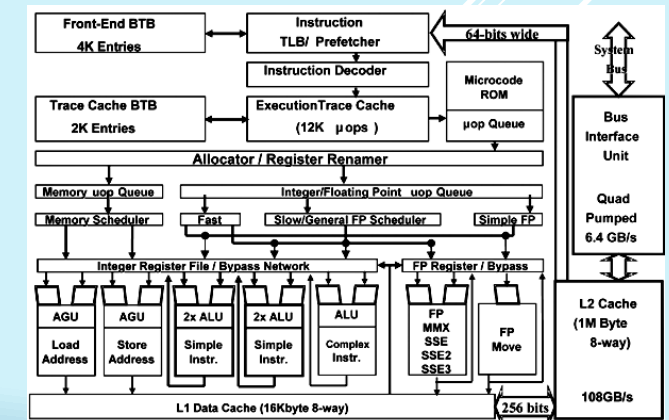 Front-End BTB
4K Entries
Instruction
TLB/ Prefetcher
64-bits wide
System
Bus
Instruction Decoder
Microcode
ROM
Trace Cache BTB
2K Entries
ExecutionTrace Cache
(12K µops )
µop Queue
Bus
Interface
Unit
Quad
Pumped
6.4 GB/s
Allocator / Register Renamer
Memory uop Queue
Integer/Floating Point uop Queue
Memory Scheduler
Fast
Slow/General FP Scheduler
Simple FP
Integer Register File / Bypass Network
FP Register / Bypass
AGU
Load
Address
AGU
Store
Address
2x ALU
Simple
Instr.
2x ALU
Simple
Instr.
ALU
Complex
Instr.
FP
MMX
SSE
SSE2
SSE3
FP
Move
L2 Cache
(1M Byte
8-way)
108GB/s
L1 Data Cache (16Kbyte 8-way)
256 bits